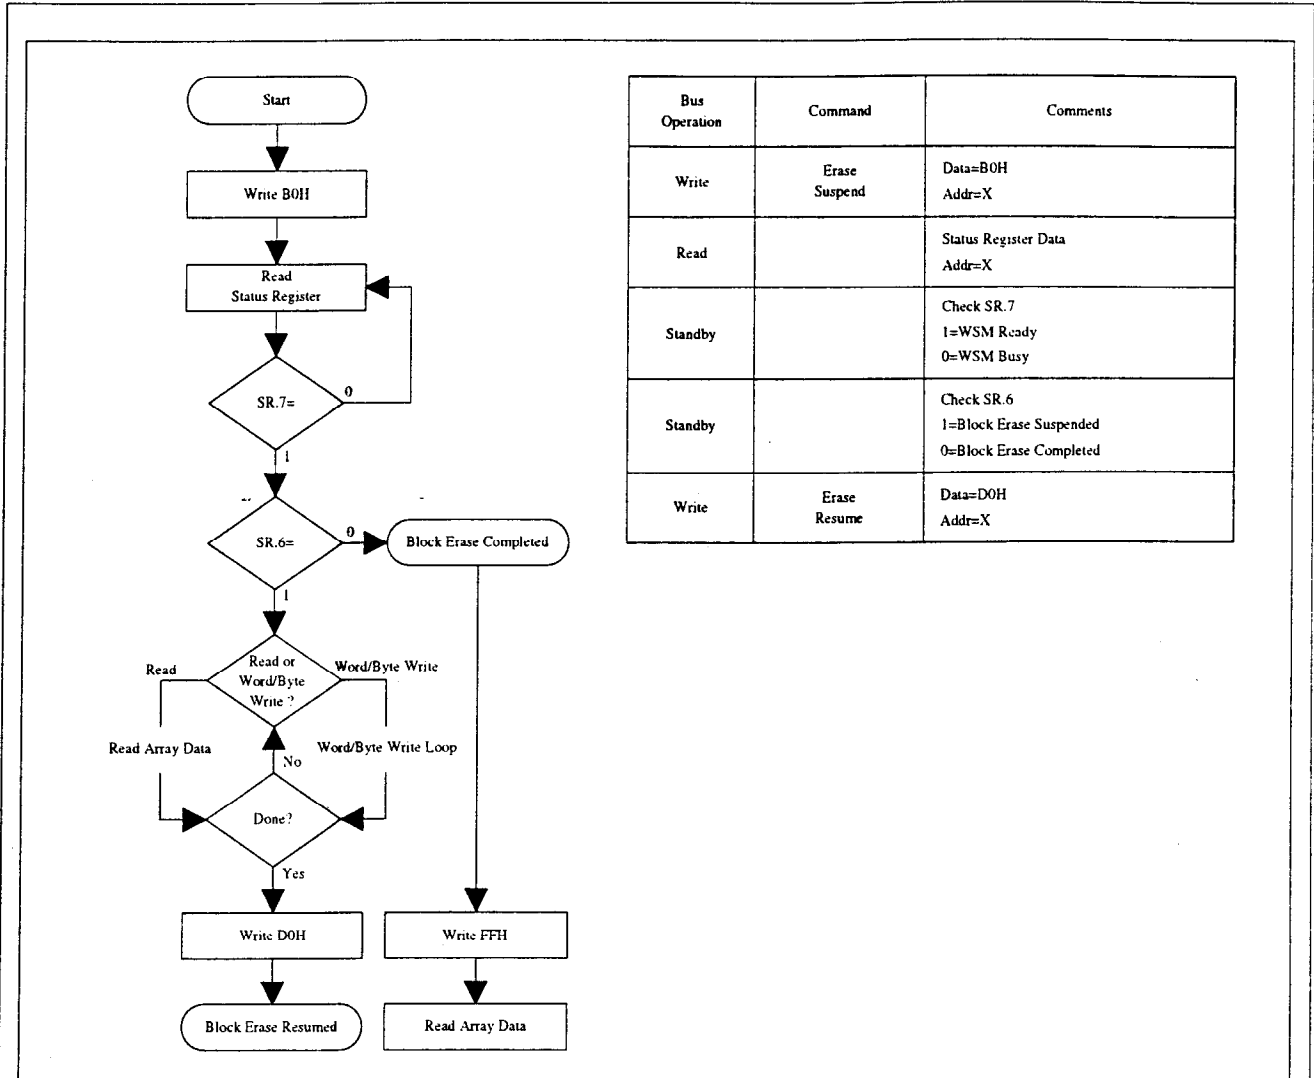 Start
Write B0H
Read
Status Register
SR.7=
0
1
SR.6=
0
Block Erase Completed
1
Read or
Word/Byte
Write ?
Read
Word/Byte Write
Read Array Data
Word/Byte Write Loop
No
Done?
Yes
Write D0H
Write FFH
Block Erase Resumed
Read Array Data
Bus
Operation
Command
Comments
Write
Erase
Suspend
Data=B0H
Addr=X
Read
Status Register Data
Addr=X
Standby
Check SR.7
1=WSM Ready
0=WSM Busy
Standby
Check SR.6
1=Block Erase Suspended
0=Block Erase Completed
Write
Erase
Resume
Data=D0H
Addr=X